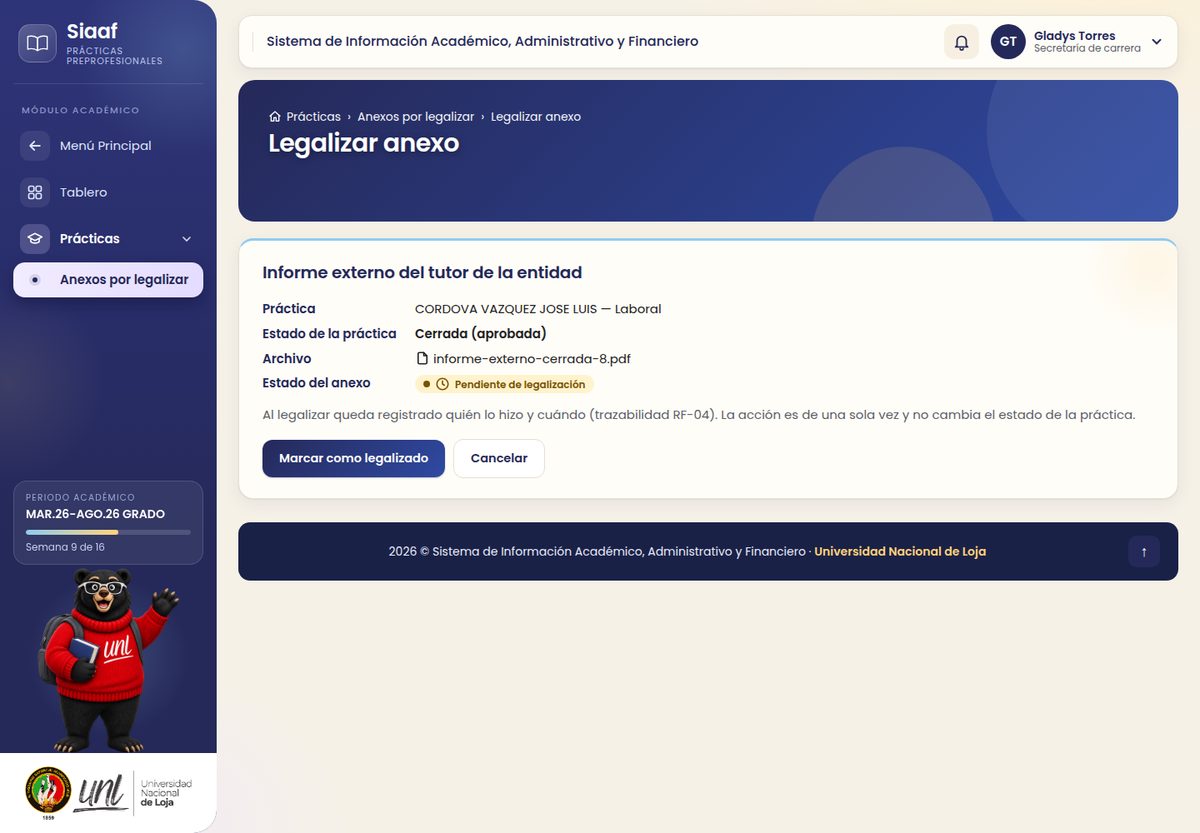 Siaaf
PRÁCTICAS
PREPROFESIONALES
MÓDULO ACADÉMICO
Menú Principal
Tablero
Prácticas
Anexos por legalizar
PERIODO ACADÉMICO
MAR.26-AGO.26 GRADO
Semana 9 de 16
unl
1859
unl
Universidad
Nacional
de Loja
Sistema de Información Académico, Administrativo y Financiero
GT
Gladys Torres
Secretaría de carrera
Prácticas › Anexos por legalizar › Legalizar anexo
Legalizar anexo
Informe externo del tutor de la entidad
Práctica CORDOVA VAZQUEZ JOSE LUIS — Laboral
Estado de la práctica Cerrada (aprobada)
Archivo informe-externo-cerrada-8.pdf
Estado del anexo Pendiente de legalización
Al legalizar queda registrado quién lo hizo y cuándo (trazabilidad RF-04). La acción es de una sola vez y no cambia el estado de la práctica.
Marcar como legalizado Cancelar
2026 © Sistema de Información Académico, Administrativo y Financiero · Universidad Nacional de Loja
↑